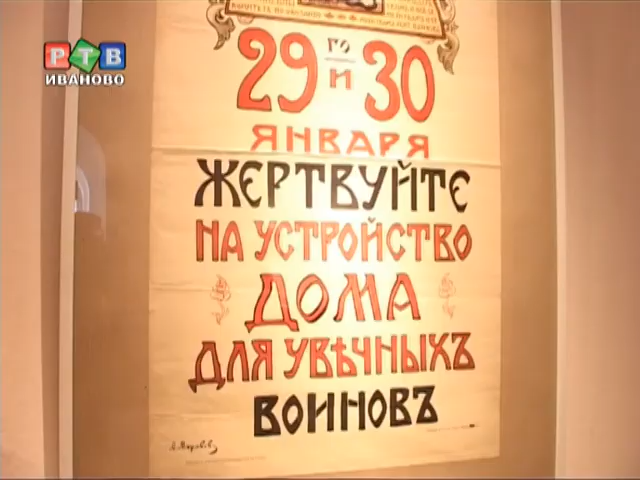 РТВ
ИВАНОВО
29 го и 30
ЯНВАРЯ
ЖЕРТВУЙТЕ
НА УСТРОЙСТВО
ДОМА
ДЛЯ УВѢЧНЫХЪ
ВОИНОВЪ